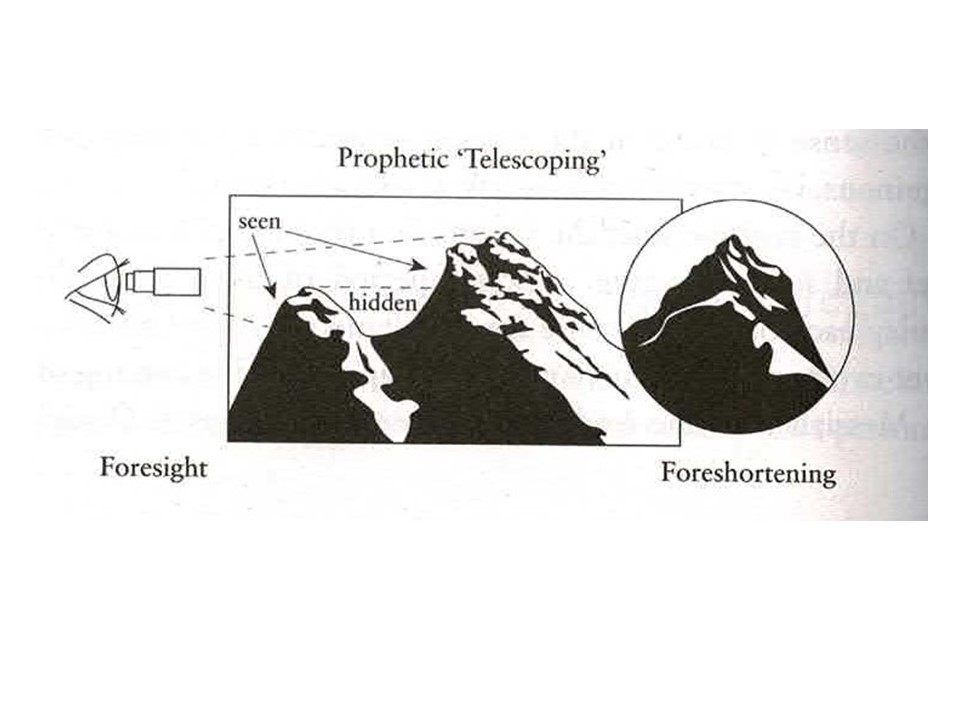 Prophetic ‘Telescoping’
seen
hidden
Foresight
Foreshortening